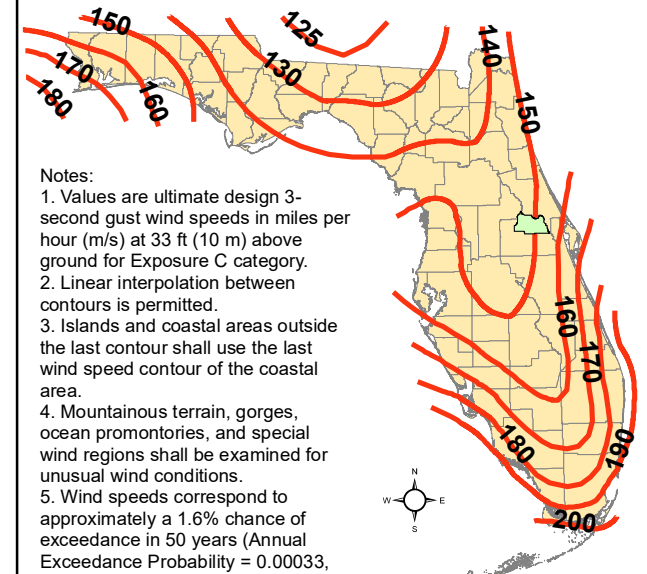 125
150
130
140
170
180
160
150
Notes:
1. Values are ultimate design 3-
second gust wind speeds in miles per
hour (m/s) at 33 ft (10 m) above
ground for Exposure C category.
2. Linear interpolation between
contours is permitted.
3. Islands and coastal areas outside
the last contour shall use the last
wind speed contour of the coastal
area.
4. Mountainous terrain, gorges,
ocean promontories, and special
wind regions shall be examined for
unusual wind conditions.
5. Wind speeds correspond to
approximately a 1.6% chance of
exceedance in 50 years (Annual
Exceedance Probability = 0.00033,
160
170
180
190
200
N
W
E
S